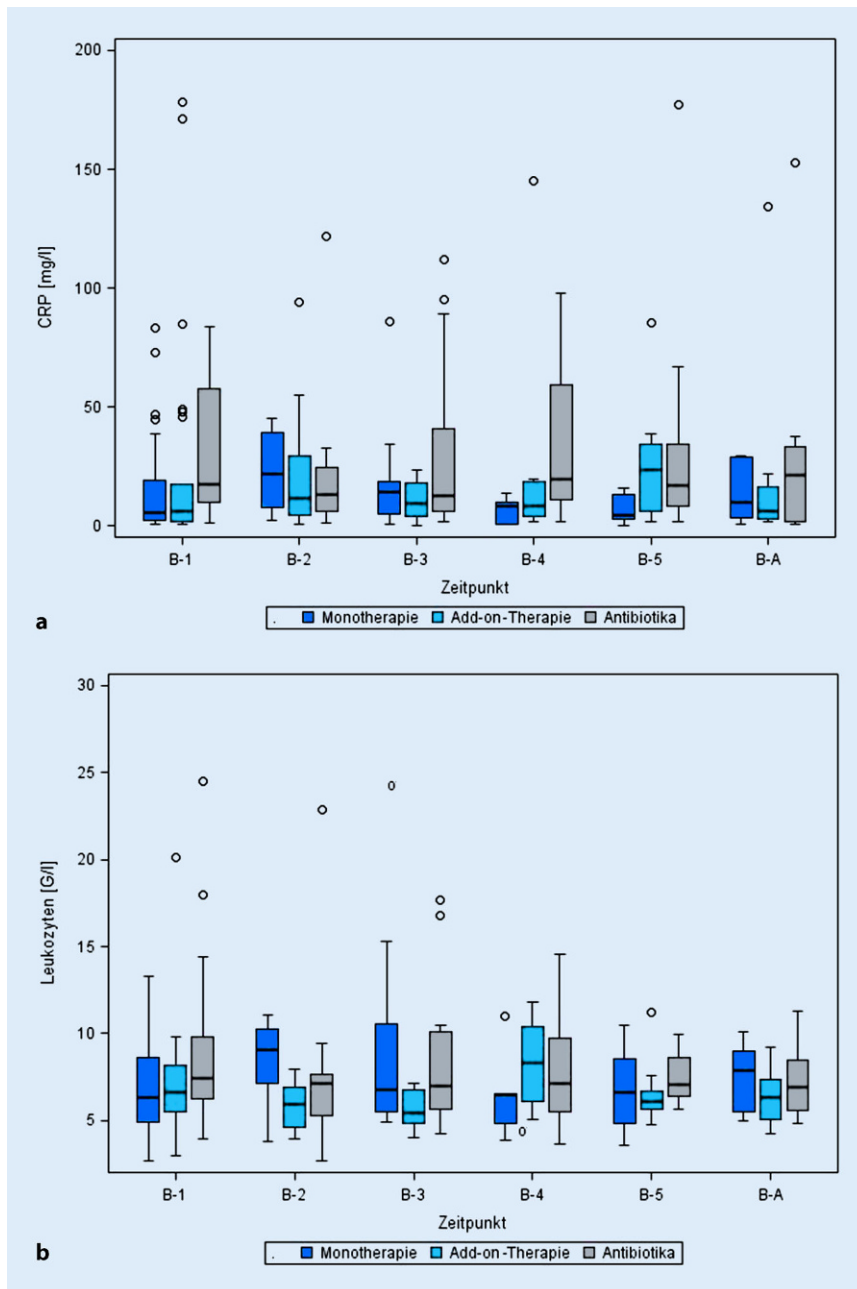 200
150
100
50
0
CRP [mg/l]
B-1 B-2 B-3 B-4 B-5 B-A
Zeitpunkt
. Monotherapie Add-on-Therapie Antibiotika
a
30
25
20
15
10
5
Leukozyten [G/l]
B-1 B-2 B-3 B-4 B-5 B-A
Zeitpunkt
. Monotherapie Add-on-Therapie Antibiotika
b